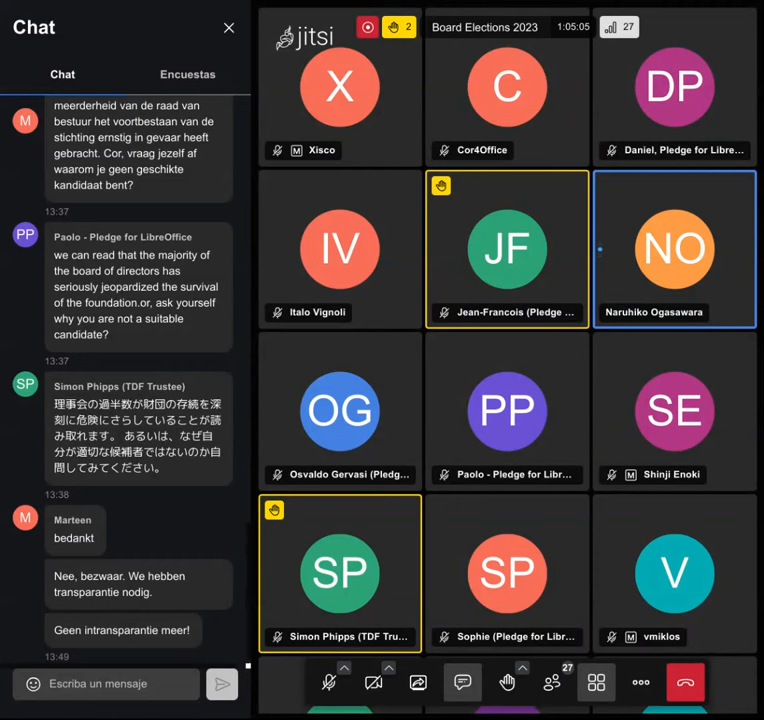 Chat
Chat
Encuestas
M
meerderheid van de raad van
bestuur het voortbestaan van de
stichting ernstig in gevaar heeft
gebracht. Cor, vraag jezelf af
waarom je geen geschikte
kandidaat bent?
13:37
PP
Paolo - Pledge for LibreOffice
we can read that the majority of
the board of directors has
seriously jeopardized the survival
of the foundation.or, ask yourself
why you are not a suitable
candidate?
13:37
SP
Simon Phipps (TDF Trustee)
理事会の過半数が財団の存続を深
刻に危険にさらしていることが読
み取れます。 あるいは、なぜ自
分が適切な候補者ではないのか自
問してみてください。
13:38
M
Marteen
bedankt
Nee, bezwaar. We hebben
transparantie nodig.
Geen intransparantie meer!
13:49
Escriba un mensaje
jitsi
2
Board Elections 2023
1:05:05
27
X
M
Xisco
C
Cor4Office
DP
Daniel, Pledge for Libre...
IV
Italo Vignoli
JF
Jean-Francois (Pledge ...
NO
Naruhiko Ogasawara
OG
Osvaldo Gervasi (Pledg...
PP
Paolo - Pledge for Libr...
SE
M
Shinji Enoki
SP
Simon Phipps (TDF Tru...
SP
Sophie (Pledge for Libr...
V
M
vmiklos
27